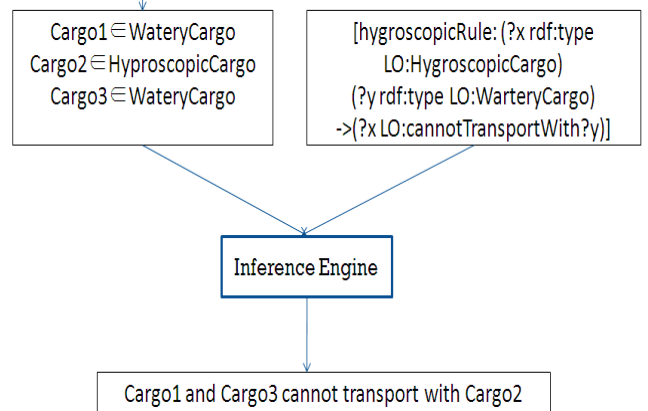 Cargo1∈WateryCargo
Cargo2∈HyproscopicCargo
Cargo3∈WateryCargo
[hygroscopicRule: (?x rdf:type
LO:HygroscopicCargo)
(?y rdf:type LO:WarteryCargo)
->(?x LO:cannotTransportWith?y)]
Inference Engine
Cargo1 and Cargo3 cannot transport with Cargo2